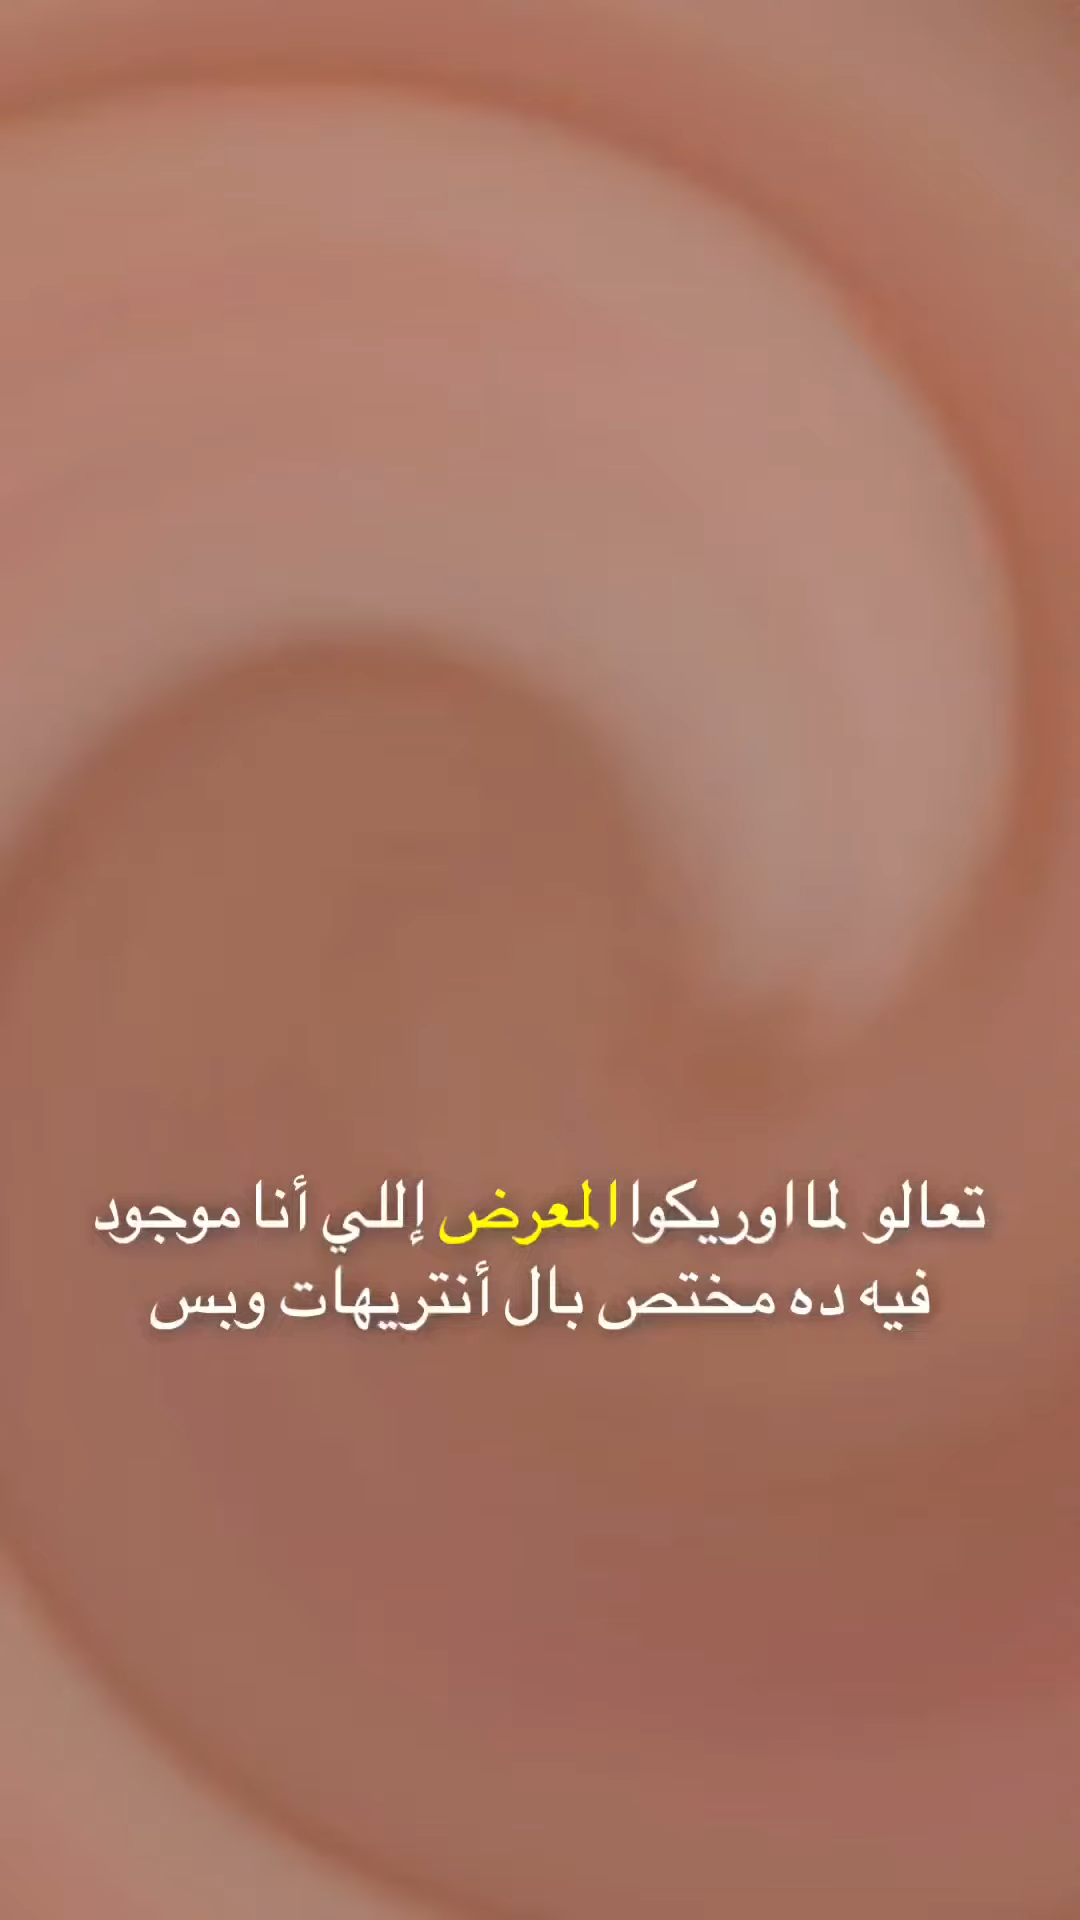 تعالو لما اوريكوا المعرض إللي أنا موجود
فيه ده مختص بال أنتريهات وبس